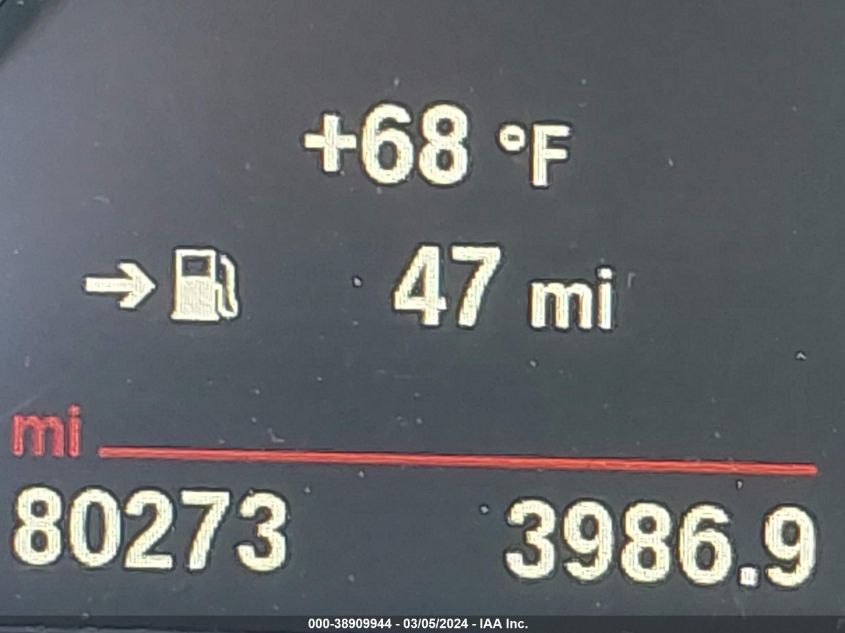 +68 °F
47 mi
mi
80273 3986.9
000-38909944 - 03/05/2024 - IAA Inc.